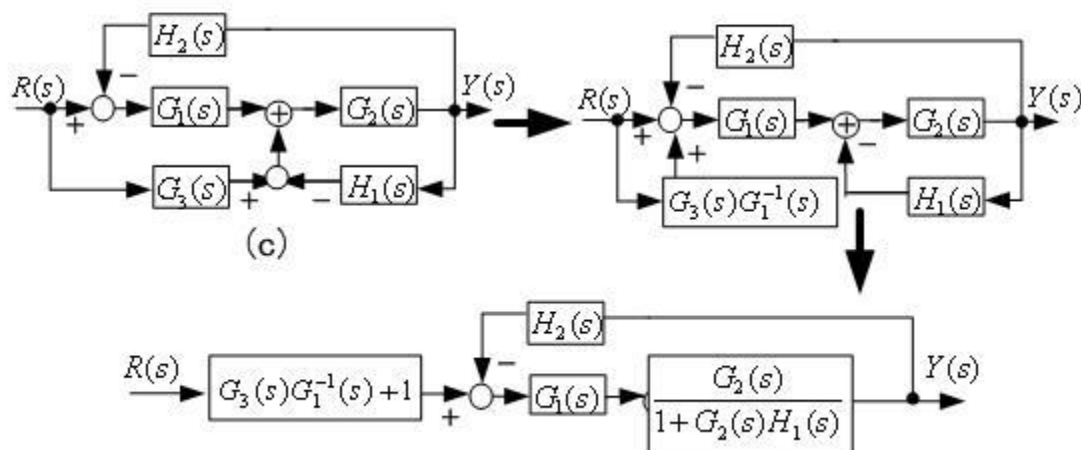 H₂(s)
R(s)
−
+
G₁(s)
+
G₂(s)
Y(s)
G₃(s)
+
−
H₁(s)
(c)
H₂(s)
R(s)
−
+
+
G₁(s)
+
−
G₂(s)
Y(s)
G₃(s)G₁⁻¹(s)
H₁(s)
H₂(s)
R(s)
G₃(s)G₁⁻¹(s)+1
−
+
G₁(s)
G₂(s)
1+G₂(s)H₁(s)
Y(s)